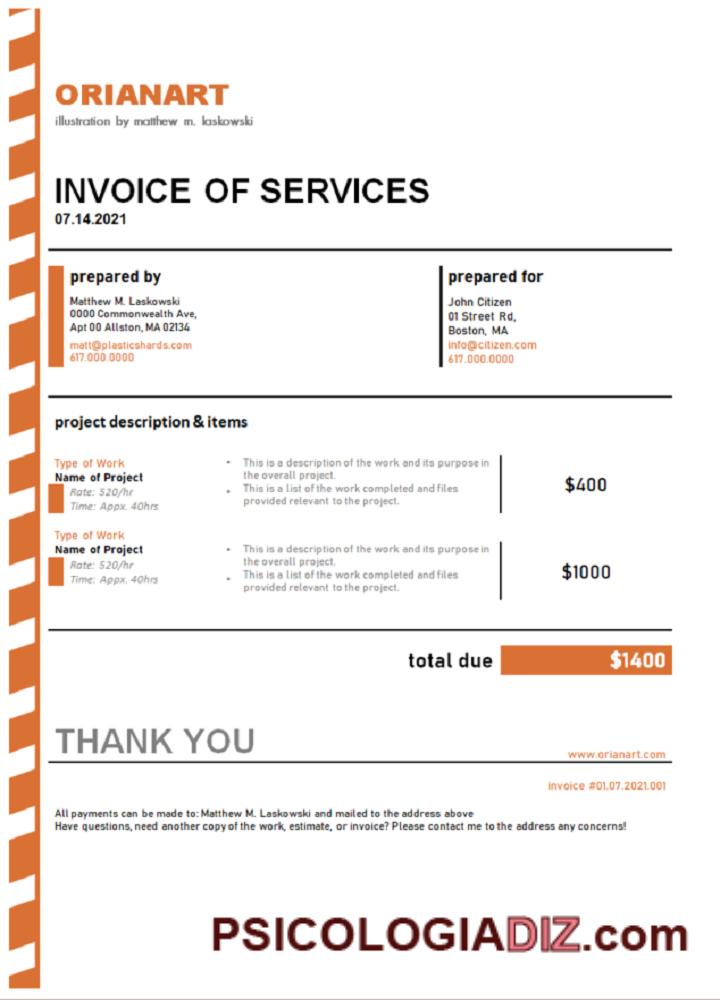 ORIANART
illustration by matthew m. laskowski
INVOICE OF SERVICES
07.14.2021
prepared by
Matthew M. Laskowski
0000 Commonwealth Ave,
Apt 00 Allston, MA 02134
matt@plasticshards.com
617.000.0000
prepared for
John Citizen
01 Street Rd,
Boston, MA
info@citizen.com
617.000.0000
project description & items
Type of Work
Name of Project
Rate: 520/hr
Time: Appx. 40hrs
• This is a description of the work and its purpose in
the overall project.
• This is a list of the work completed and files
provided relevant to the project.
$400
Type of Work
Name of Project
Rate: 520/hr
Time: Appx. 40hrs
• This is a description of the work and its purpose in
the overall project.
• This is a list of the work completed and files
provided relevant to the project.
$1000
total due $1400
THANK YOU
www.orianart.com
invoice #01.07.2021.001
All payments can be made to: Matthew M. Laskowski and mailed to the address above
Have questions, need another copy of the work, estimate, or invoice? Please contact me to the address any concerns!
PSICOLOGIADIZ.com